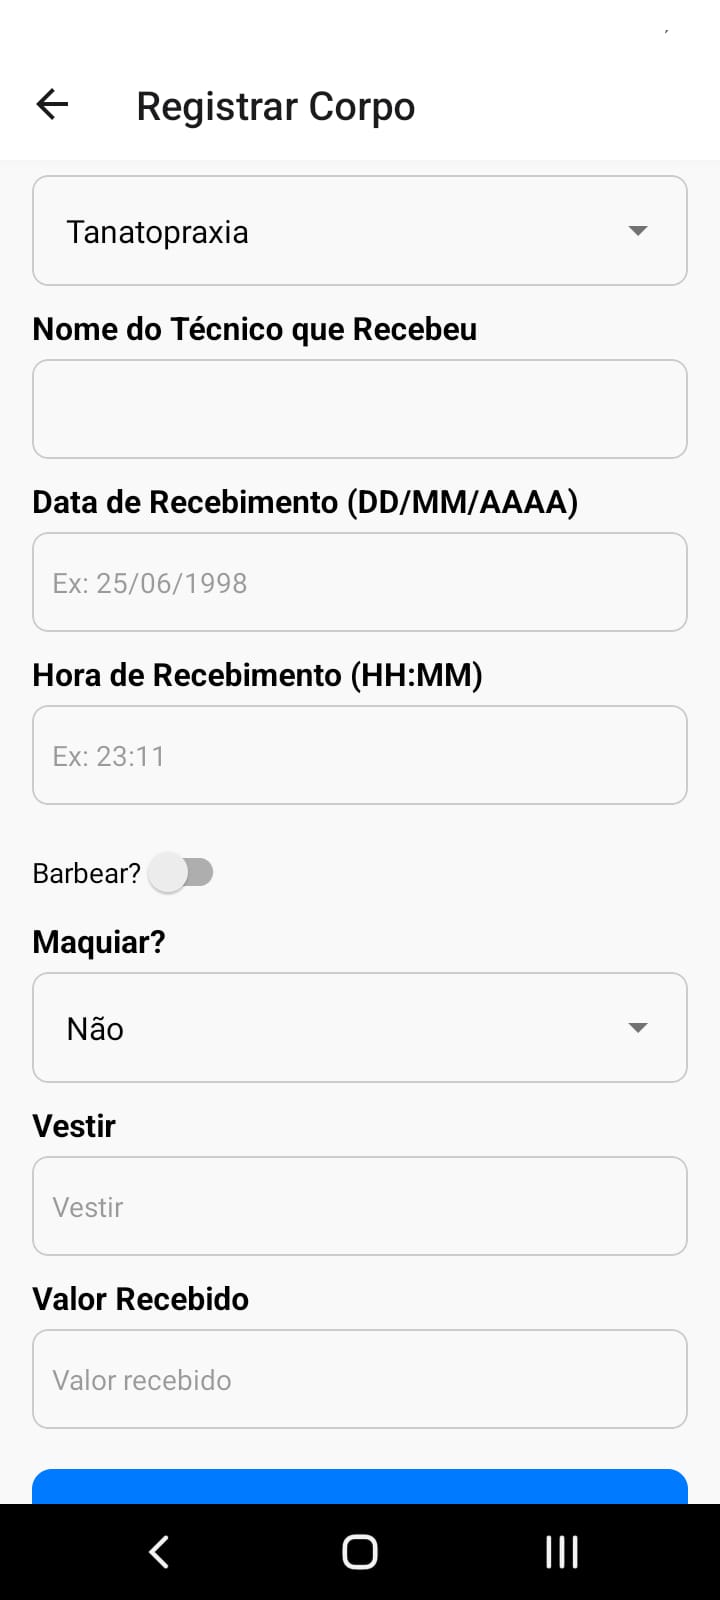 Registrar Corpo
Tanatopraxia
Nome do Técnico que Recebeu
Data de Recebimento (DD/MM/AAAA)
Ex: 25/06/1998
Hora de Recebimento (HH:MM)
Ex: 23:11
Barbear?
Maquiar?
Não
Vestir
Vestir
Valor Recebido
Valor recebido